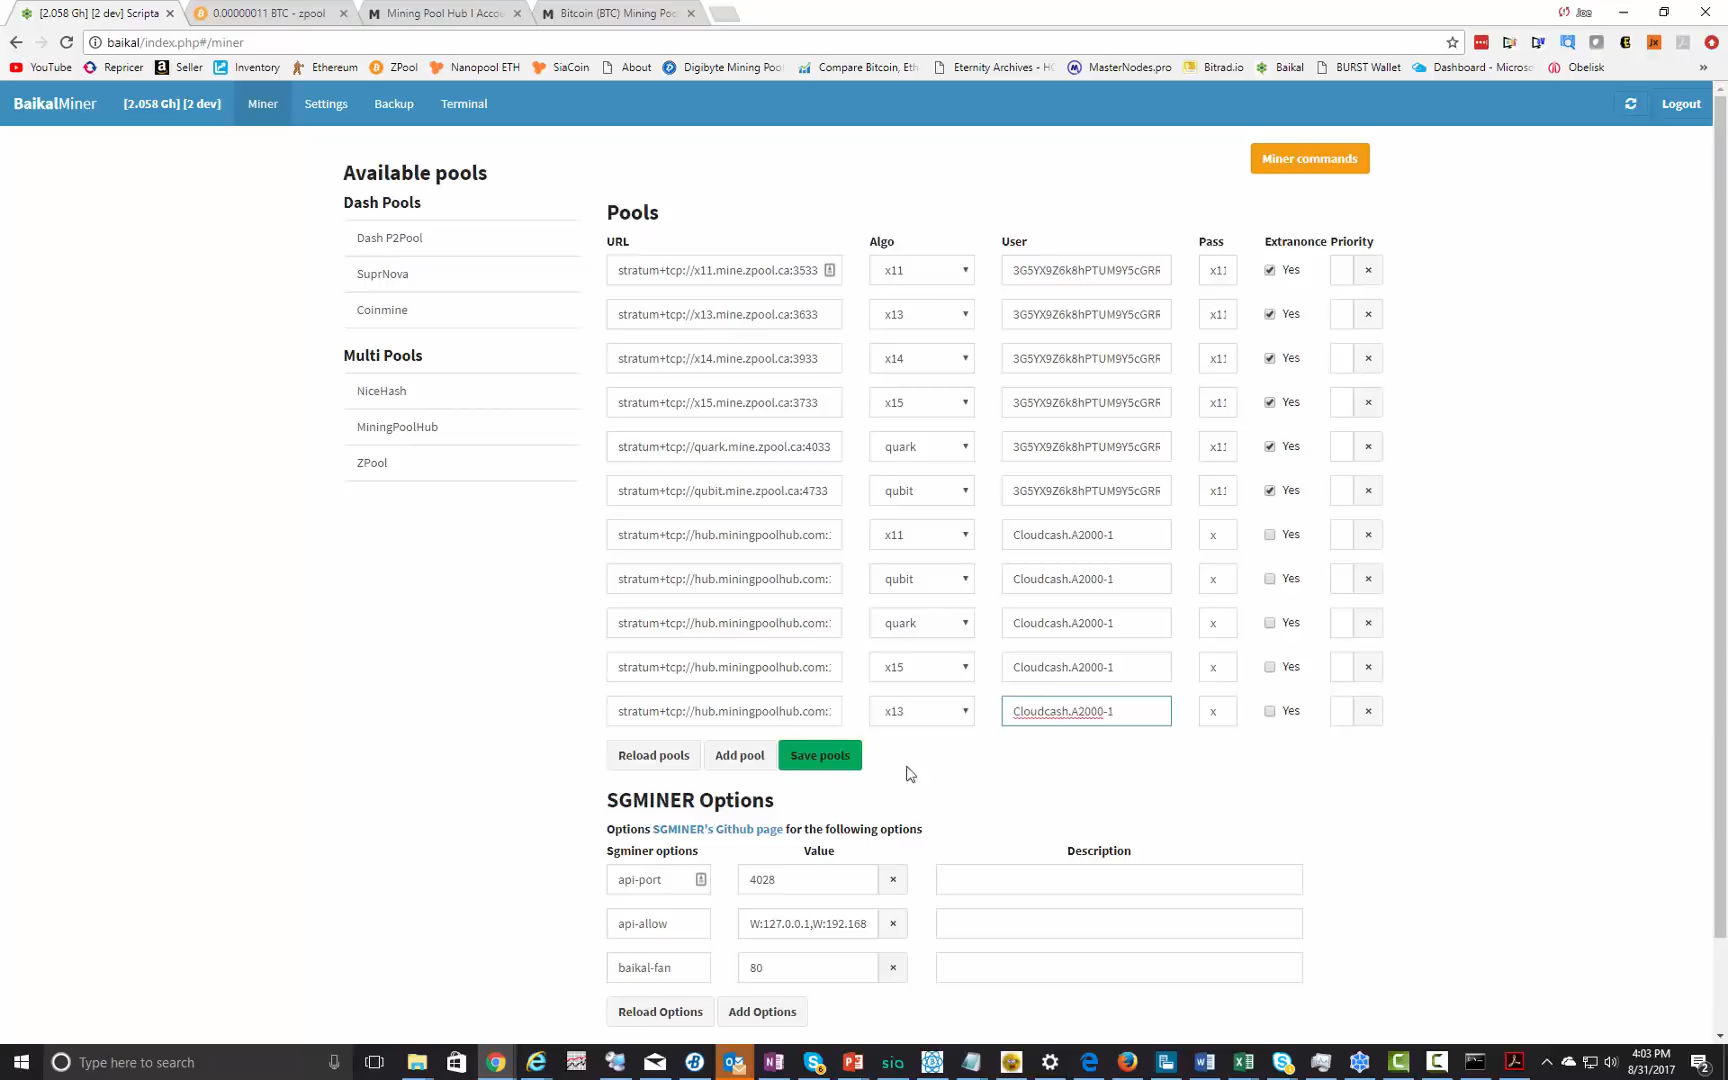 [2.058 Gh] [2 dev] Scripta
0.00000011 BTC - zpool
Mining Pool Hub | Accou
Bitcoin (BTC) Mining Poo
Joe
baikal/index.php#/miner
YouTube Repricer Seller Inventory Ethereum ZPool Nanopool ETH SiaCoin About Digibyte Mining Pool Compare Bitcoin, Eth Eternity Archives - HC MasterNodes.pro Bitrad.io Baikal BURST Wallet Dashboard - Microso Obelisk
BaikalMiner [2.058 Gh] [2 dev] Miner Settings Backup Terminal Logout
Miner commands
Available pools
Dash Pools
Dash P2Pool
SuprNova
Coinmine
Multi Pools
NiceHash
MiningPoolHub
ZPool
Pools
URL Algo User Pass Extranonce Priority
stratum+tcp://x11.mine.zpool.ca:3533 x11 3G5YX9Z6k8hPTUM9Y5cGRR x11 Yes ×
stratum+tcp://x13.mine.zpool.ca:3633 x13 3G5YX9Z6k8hPTUM9Y5cGRR x11 Yes ×
stratum+tcp://x14.mine.zpool.ca:3933 x14 3G5YX9Z6k8hPTUM9Y5cGRR x11 Yes ×
stratum+tcp://x15.mine.zpool.ca:3733 x15 3G5YX9Z6k8hPTUM9Y5cGRR x11 Yes ×
stratum+tcp://quark.mine.zpool.ca:4033 quark 3G5YX9Z6k8hPTUM9Y5cGRR x11 Yes ×
stratum+tcp://qubit.mine.zpool.ca:4733 qubit 3G5YX9Z6k8hPTUM9Y5cGRR x11 Yes ×
stratum+tcp://hub.miningpoolhub.com: x11 Cloudcash.A2000-1 x Yes ×
stratum+tcp://hub.miningpoolhub.com: qubit Cloudcash.A2000-1 x Yes ×
stratum+tcp://hub.miningpoolhub.com: quark Cloudcash.A2000-1 x Yes ×
stratum+tcp://hub.miningpoolhub.com: x15 Cloudcash.A2000-1 x Yes ×
stratum+tcp://hub.miningpoolhub.com: x13 Cloudcash.A2000-1 x Yes ×
Reload pools Add pool Save pools
SGMINER Options
Options SGMINER's Github page for the following options
Sgminer options Value Description
api-port 4028 ×
api-allow W:127.0.0.1,W:192.168 ×
baikal-fan 80 ×
Reload Options Add Options
Type here to search
sia
4:03 PM
8/31/2017